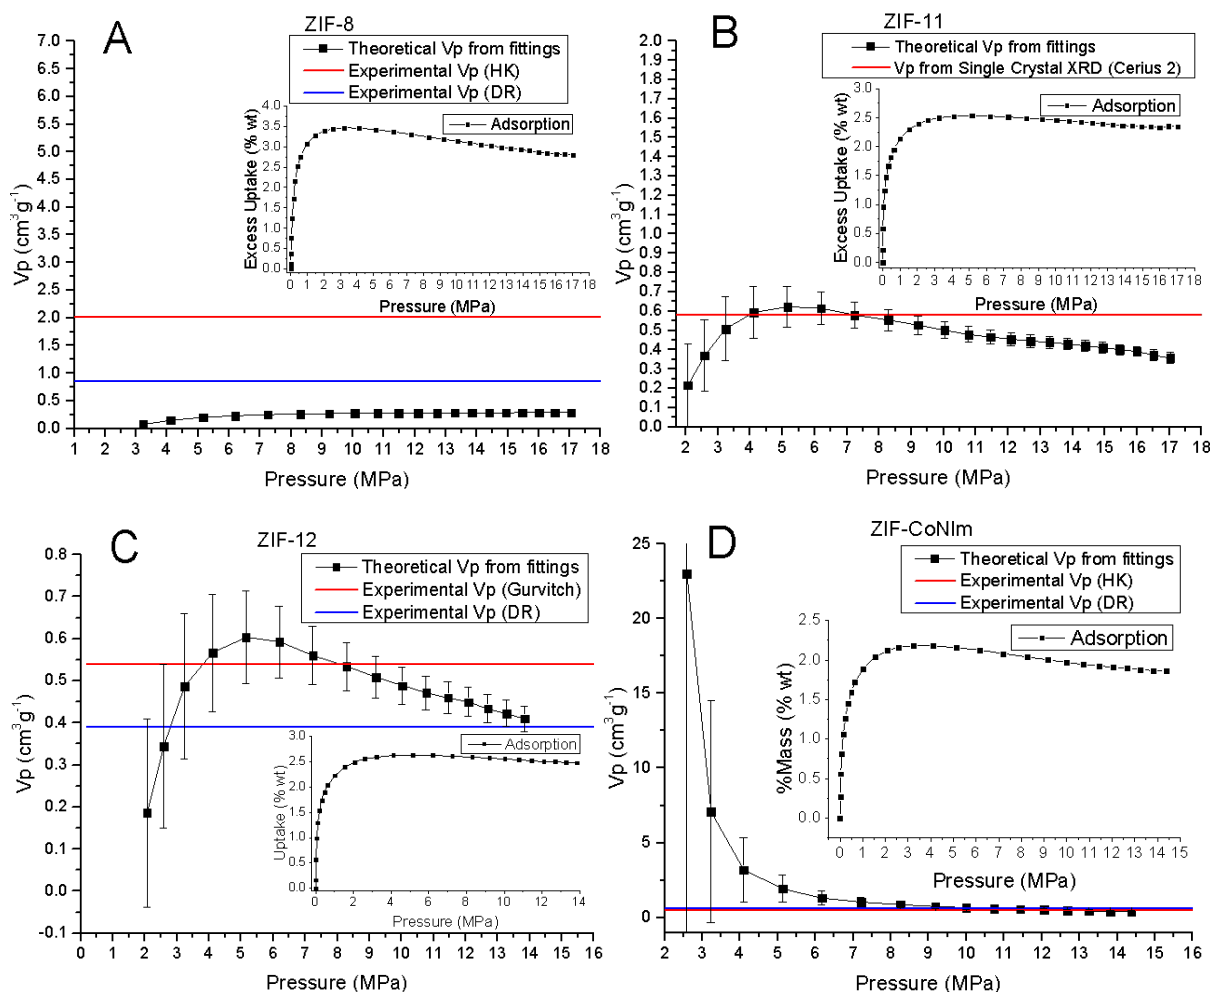 A
ZIF-8
Theoretical Vp from fittings
Experimental Vp (HK)
Experimental Vp (DR)
7.0
6.5
6.0
5.5
5.0
4.5
4.0
3.5
3.0
2.5
2.0
1.5
1.0
0.5
0.0
Vp (cm³g⁻¹)
1 2 3 4 5 6 7 8 9 10 11 12 13 14 15 16 17 18
Pressure (MPa)
Adsorption
4.0
3.5
3.0
2.5
2.0
1.5
1.0
0.5
0.0
Excess Uptake (% wt)
0 1 2 3 4 5 6 7 8 9 10 11 12 13 14 15 16 17 18
Pressure (MPa)
B
ZIF-11
Theoretical Vp from fittings
Vp from Single Crystal XRD (Cerius 2)
2.0
1.9
1.8
1.7
1.6
1.5
1.4
1.3
1.2
1.1
1.0
0.9
0.8
0.7
0.6
0.5
0.4
0.3
0.2
0.1
0.0
Vp (cm³g⁻¹)
2 3 4 5 6 7 8 9 10 11 12 13 14 15 16 17 18
Pressure (MPa)
Adsorption
3.0
2.5
2.0
1.5
1.0
0.5
0.0
Excess Uptake (% wt)
0 1 2 3 4 5 6 7 8 9 10 11 12 13 14 15 16 17 18
Pressure (MPa)
C
ZIF-12
Theoretical Vp from fittings
Experimental Vp (Gurvitch)
Experimental Vp (DR)
0.8
0.7
0.6
0.5
0.4
0.3
0.2
0.1
0.0
-0.1
Vp (cm³g⁻¹)
0 1 2 3 4 5 6 7 8 9 10 11 12 13 14 15 16
Pressure (MPa)
Adsorption
3.0
2.5
2.0
1.5
1.0
0.5
0.0
Uptake (% wt)
0 2 4 6 8 10 12 14
Pressure (MPa)
D
ZIF-CoNIm
Theoretical Vp from fittings
Experimental Vp (HK)
Experimental Vp (DR)
25
20
15
10
5
0
Vp (cm³g⁻¹)
2 3 4 5 6 7 8 9 10 11 12 13 14 15 16
Pressure (MPa)
Adsorption
2.5
2.0
1.5
1.0
0.5
0.0
%Mass (% wt)
0 1 2 3 4 5 6 7 8 9 10 11 12 13 14 15
Pressure (MPa)